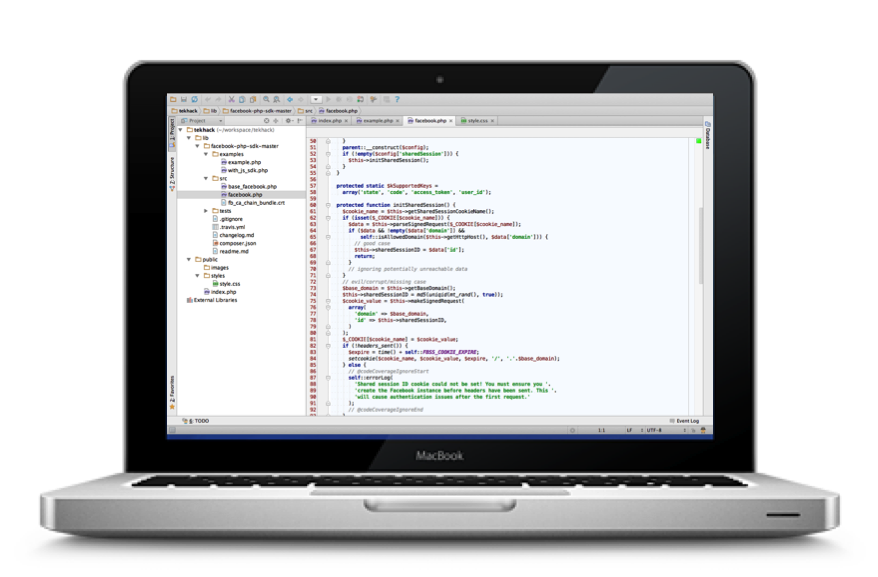 tekhack lib facebook-php-sdk-master src facebook.php
Project
index.php example.php facebook.php style.css
1: Project
Z: Structure
2: Favorites
Database
tekhack (~/workspace/tekhack)
lib
facebook-php-sdk-master
examples
example.php
with_js_sdk.php
src
base_facebook.php
facebook.php
fb_ca_chain_bundle.crt
tests
.gitignore
.travis.yml
changelog.md
composer.json
readme.md
public
images
styles
style.css
index.php
External Libraries
50 }
51 parent::__construct($config);
52 if (!empty($config['sharedSession'])) {
53 $this->initSharedSession();
54 }
55 }
56
57 protected static $kSupportedKeys =
58 array('state', 'code', 'access_token', 'user_id');
59
60 protected function initSharedSession() {
61 $cookie_name = $this->getSharedSessionCookieName();
62 if (isset($_COOKIE[$cookie_name])) {
63 $data = $this->parseSignedRequest($_COOKIE[$cookie_name]);
64 if ($data && !empty($data['domain']) &&
65 self::isAllowedDomain($this->getHttpHost(), $data['domain'])) {
66 // good case
67 $this->sharedSessionID = $data['id'];
68 return;
69 }
70 // ignoring potentially unreachable data
71 }
72 // evil/corrupt/missing case
73 $base_domain = $this->getBaseDomain();
74 $this->sharedSessionID = md5(uniqid(mt_rand(), true));
75 $cookie_value = $this->makeSignedRequest(
76 array(
77 'domain' => $base_domain,
78 'id' => $this->sharedSessionID,
79 )
80 );
81 $_COOKIE[$cookie_name] = $cookie_value;
82 if (!headers_sent()) {
83 $expire = time() + self::FBSS_COOKIE_EXPIRE;
84 setcookie($cookie_name, $cookie_value, $expire, '/', '.'.$base_domain);
85 } else {
86 // @codeCoverageIgnoreStart
87 self::errorLog(
88 'Shared session ID cookie could not be set! You must ensure you '.
89 'create the Facebook instance before headers have been sent. This '.
90 'will cause authentication issues after the first request.'
91 );
92 // @codeCoverageIgnoreEnd
6: TODO
Event Log
1:1 LF UTF-8
MacBook